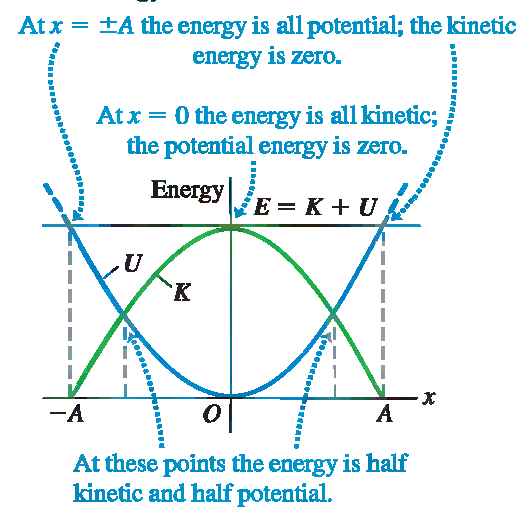 At x = ±A the energy is all potential; the kinetic
energy is zero.
At x = 0 the energy is all kinetic;
the potential energy is zero.
Energy
E = K + U
U
K
−A
O
A
x
At these points the energy is half
kinetic and half potential.